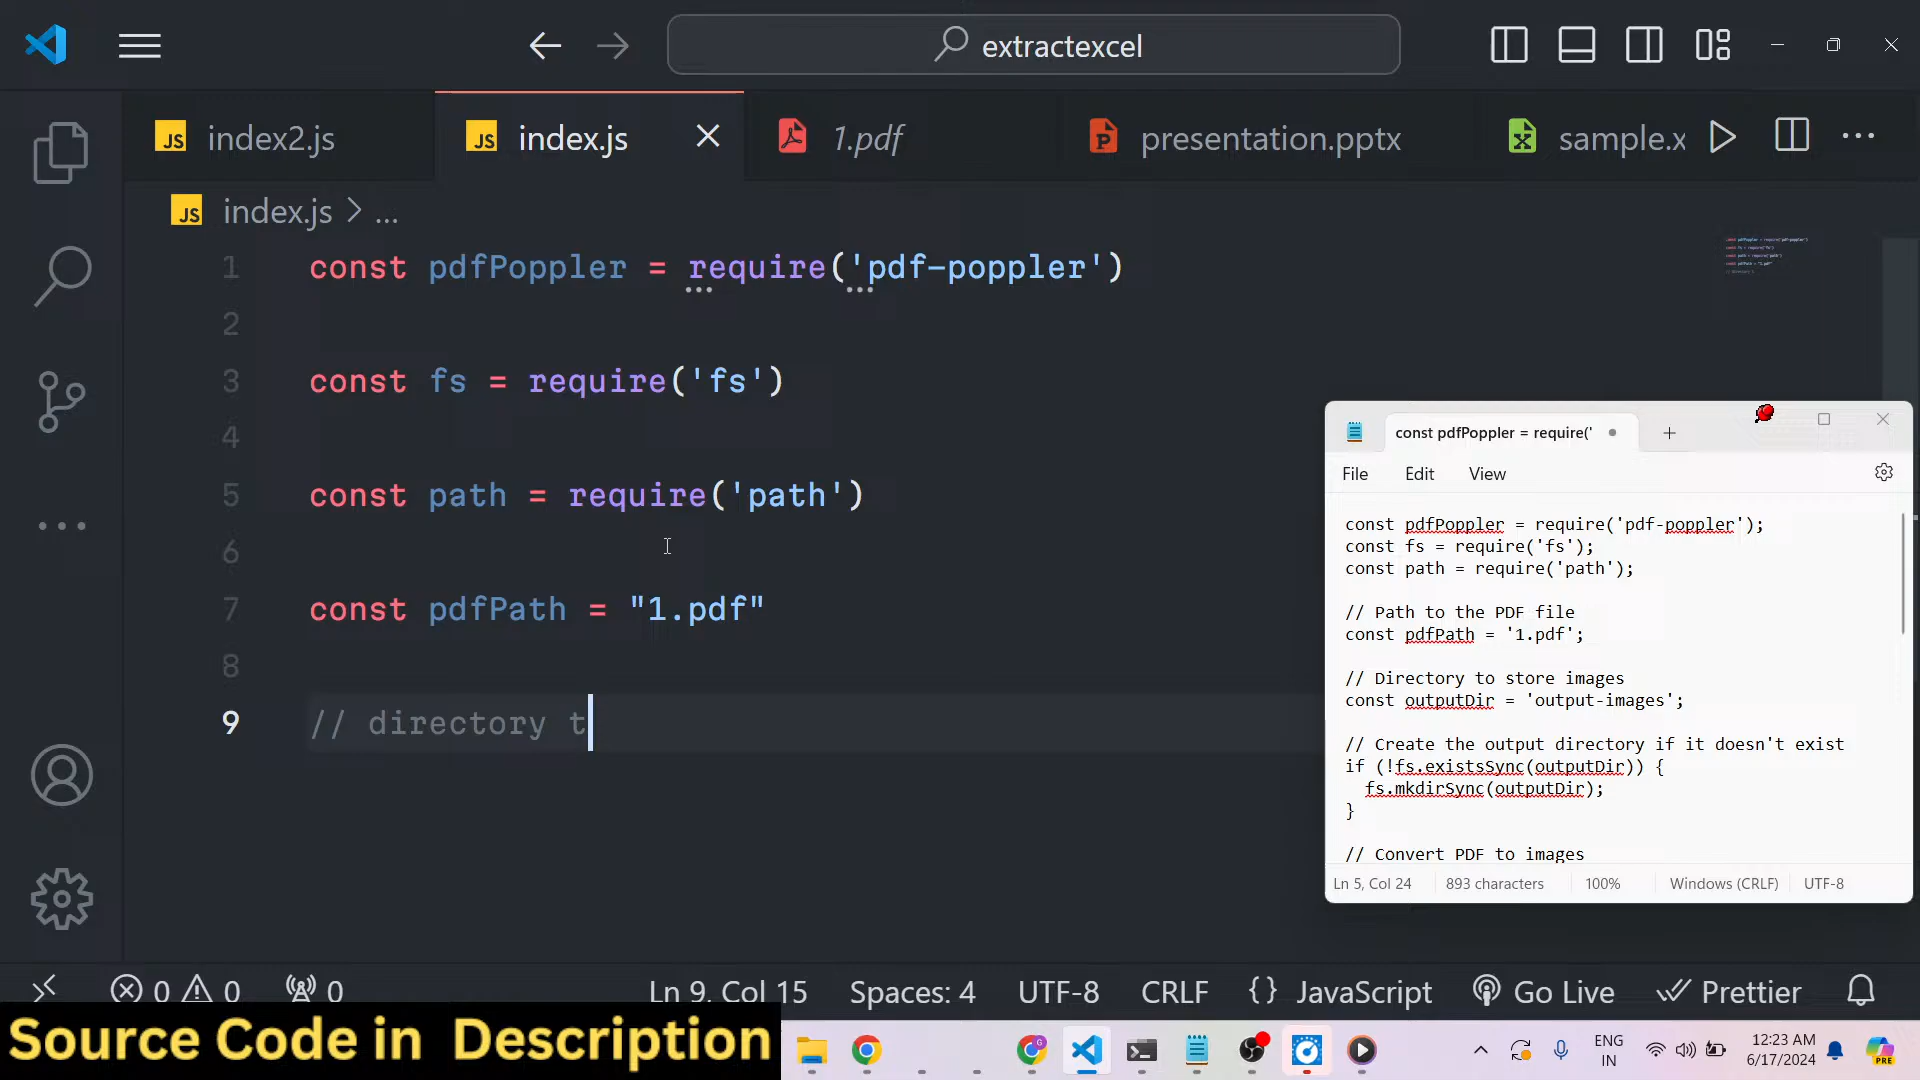 extractexcel
JS index2.js
JS index.js
1.pdf
presentation.pptx
sample.x
JS index.js > ...
1 const pdfPoppler = require('pdf-poppler')
2
3 const fs = require('fs')
4
5 const path = require('path')
6
7 const pdfPath = "1.pdf"
8
9 // directory t
const pdfPoppler = require('
File Edit View
const pdfPoppler = require('pdf-poppler');
const fs = require('fs');
const path = require('path');
// Path to the PDF file
const pdfPath = '1.pdf';
// Directory to store images
const outputDir = 'output-images';
// Create the output directory if it doesn't exist
if (!fs.existsSync(outputDir)) {
fs.mkdirSync(outputDir);
}
// Convert PDF to images
Ln 5, Col 24 893 characters 100% Windows (CRLF) UTF-8
0 0 0 Ln 9, Col 15 Spaces: 4 UTF-8 CRLF {} JavaScript Go Live Prettier
Source Code in Description
ENG
IN
12:23 AM
6/17/2024
PRE